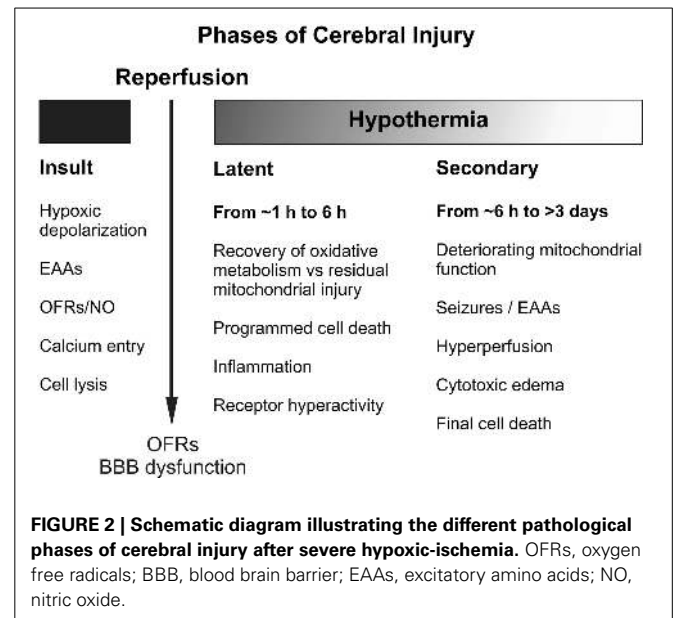 Phases of Cerebral Injury
Reperfusion
Hypothermia
Insult
Hypoxic
depolarization
EAAs
OFRs/NO
Calcium entry
Cell lysis
OFRs
BBB dysfunction
Latent
From ~1 h to 6 h
Recovery of oxidative
metabolism vs residual
mitochondrial injury
Programmed cell death
Inflammation
Receptor hyperactivity
Secondary
From ~6 h to >3 days
Deteriorating mitochondrial
function
Seizures / EAAs
Hyperperfusion
Cytotoxic edema
Final cell death
FIGURE 2 | Schematic diagram illustrating the different pathological
phases of cerebral injury after severe hypoxic-ischemia. OFRs, oxygen
free radicals; BBB, blood brain barrier; EAAs, excitatory amino acids; NO,
nitric oxide.